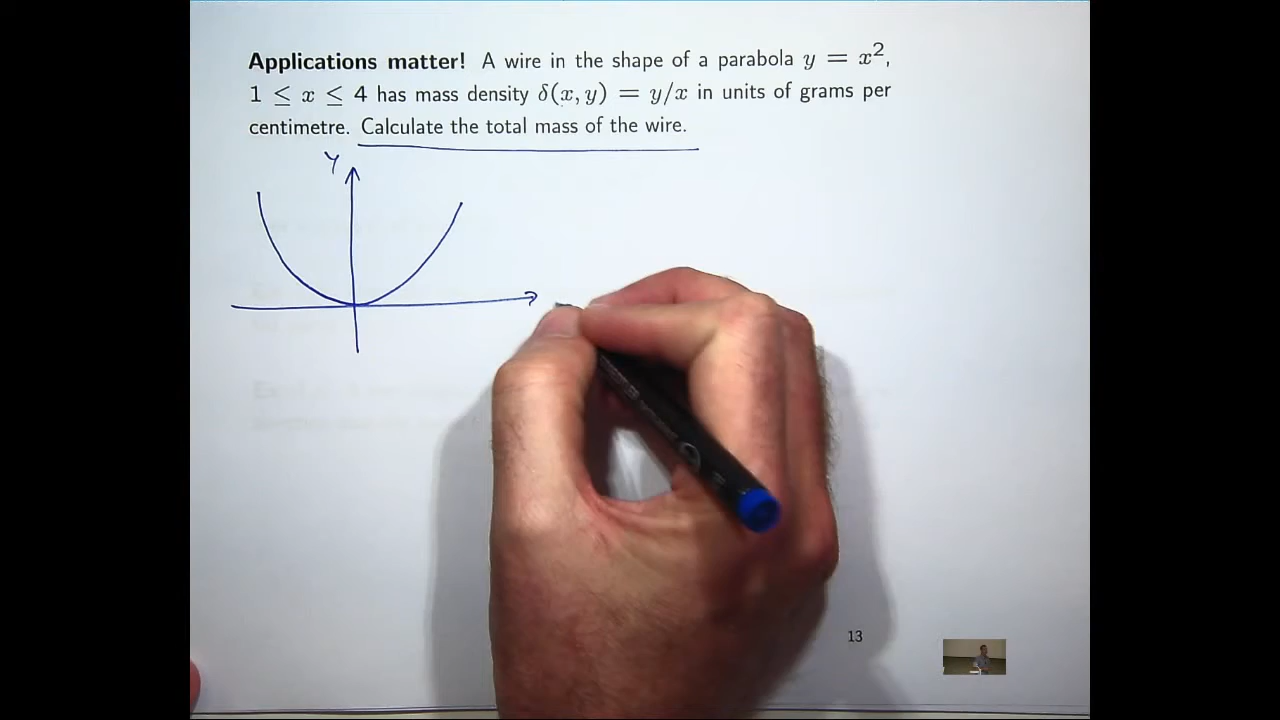 Applications matter! A wire in the shape of a parabola y = x²,
1 ≤ x ≤ 4 has mass density δ(x, y) = y/x in units of grams per
centimetre. Calculate the total mass of the wire.
Y
13